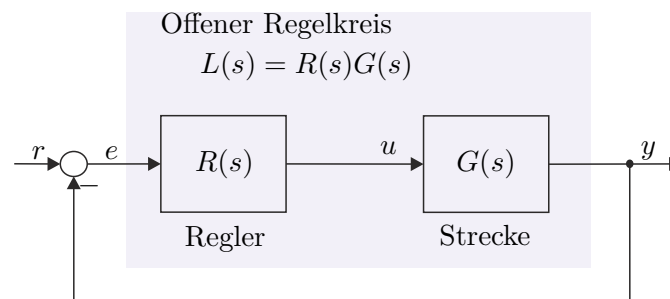 Offener Regelkreis
L(s) = R(s)G(s)
r
e
R(s)
u
G(s)
y
−
Regler
Strecke